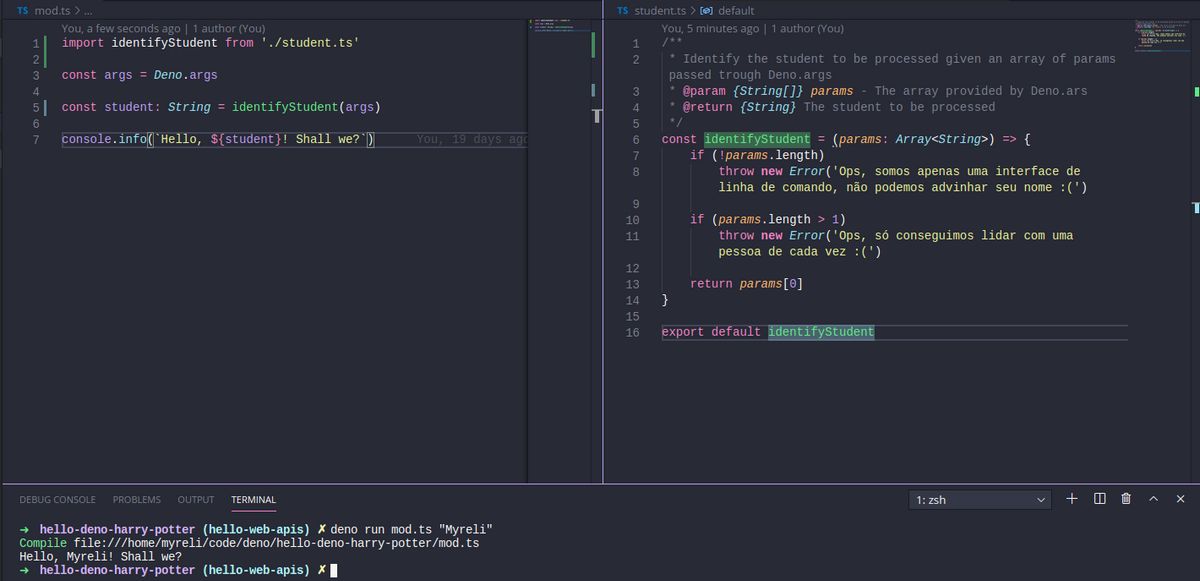 TS mod.ts > ...
You, a few seconds ago | 1 author (You)
1 import identifyStudent from './student.ts'
2
3 const args = Deno.args
4
5 const student: String = identifyStudent(args)
6
7 console.info(`Hello, ${student}! Shall we?`) You, 19 days ago
TS student.ts > default
You, 5 minutes ago | 1 author (You)
1 /**
2 * Identify the student to be processed given an array of params
passed trough Deno.args
3 * @param {String[]} params - The array provided by Deno.ars
4 * @return {String} The student to be processed
5 */
6 const identifyStudent = (params: Array<String>) => {
7 if (!params.length)
8 throw new Error('Ops, somos apenas uma interface de
linha de comando, não podemos advinhar seu nome :(')
9
10 if (params.length > 1)
11 throw new Error('Ops, só conseguimos lidar com uma
pessoa de cada vez :(')
12
13 return params[0]
14 }
15
16 export default identifyStudent
DEBUG CONSOLE PROBLEMS OUTPUT TERMINAL 1: zsh
➜ hello-deno-harry-potter (hello-web-apis) ✗ deno run mod.ts "Myreli"
Compile file:///home/myreli/code/deno/hello-deno-harry-potter/mod.ts
Hello, Myreli! Shall we?
➜ hello-deno-harry-potter (hello-web-apis) ✗